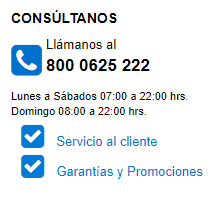 CONSÚLTANOS
Llámanos al
800 0625 222
Lunes a Sábados 07:00 a 22:00 hrs.
Domingo 08:00 a 22:00 hrs.
Servicio al cliente
Garantías y Promociones